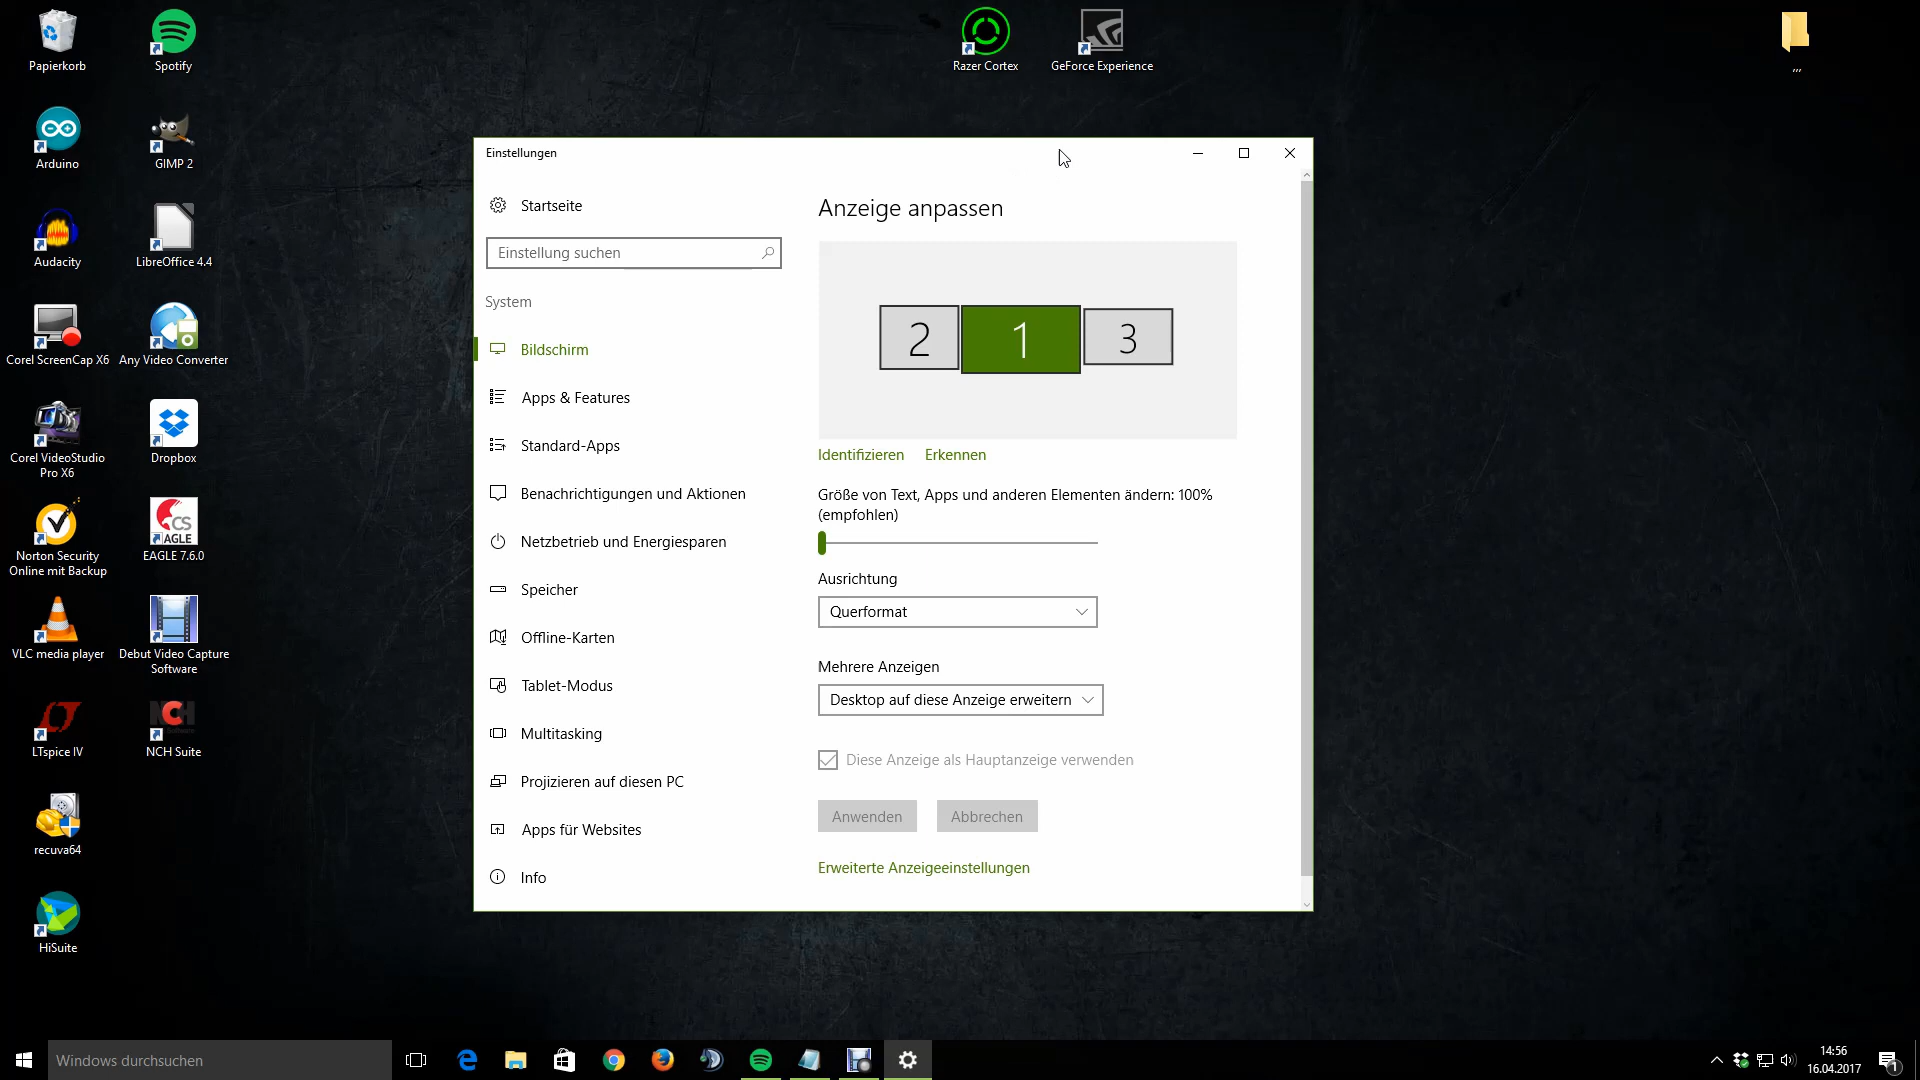 Papierkorb
Spotify
Razer Cortex
GeForce Experience
,,,
Arduino
GIMP 2
Audacity
LibreOffice 4.4
Corel ScreenCap X6
Any Video Converter
Corel VideoStudio
Pro X6
Dropbox
Norton Security
Online mit Backup
CS
EAGLE
EAGLE 7.6.0
VLC media player
Debut Video Capture
Software
LTspice IV
NCH
NCH Suite
recuva64
HiSuite
Einstellungen
Startseite
Einstellung suchen
System
Bildschirm
Apps & Features
Standard-Apps
Benachrichtigungen und Aktionen
Netzbetrieb und Energiesparen
Speicher
Offline-Karten
Tablet-Modus
Multitasking
Projizieren auf diesen PC
Apps für Websites
Info
Anzeige anpassen
2 1 3
Identifizieren Erkennen
Größe von Text, Apps und anderen Elementen ändern: 100%
(empfohlen)
Ausrichtung
Querformat
Mehrere Anzeigen
Desktop auf diese Anzeige erweitern
Diese Anzeige als Hauptanzeige verwenden
Anwenden Abbrechen
Erweiterte Anzeigeeinstellungen
Windows durchsuchen
14:56
16.04.2017
1